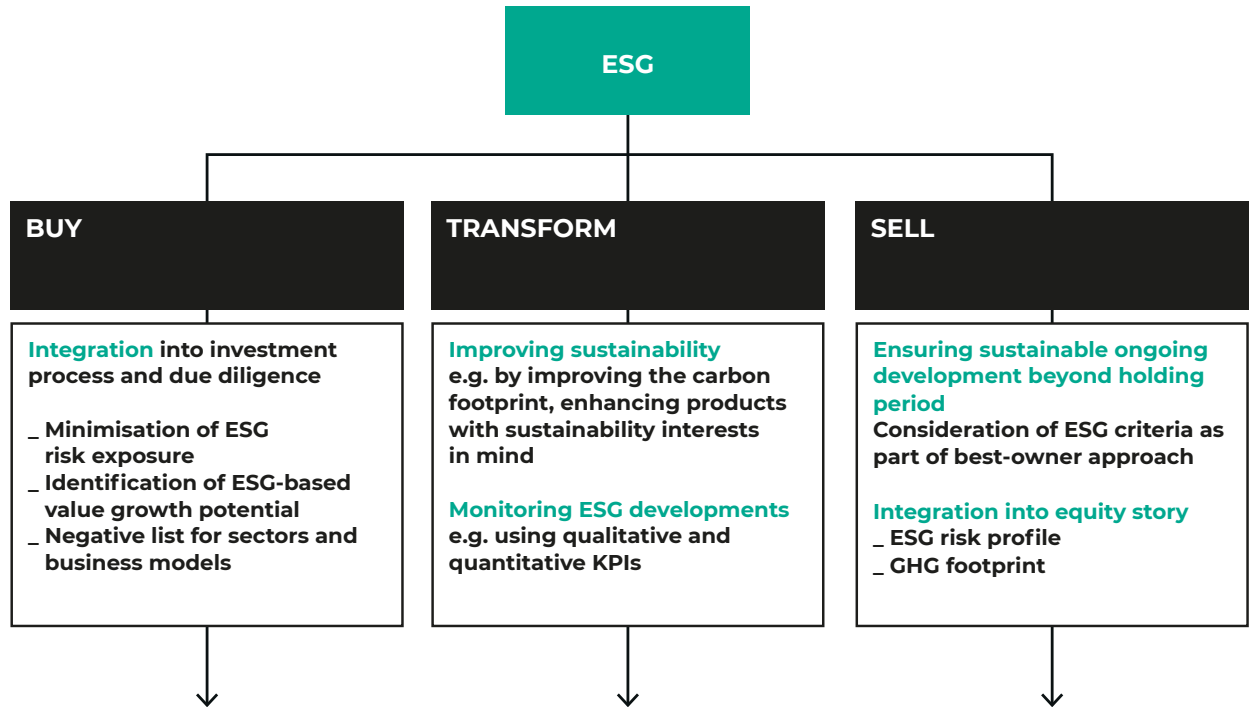 ESG
BUY
Integration into investment
process and due diligence
_ Minimisation of ESG
risk exposure
_ Identification of ESG-based
value growth potential
_ Negative list for sectors and
business models
TRANSFORM
Improving sustainability
e.g. by improving the carbon
footprint, enhancing products
with sustainability interests
in mind
Monitoring ESG developments
e.g. using qualitative and
quantitative KPIs
SELL
Ensuring sustainable ongoing
development beyond holding
period
Consideration of ESG criteria as
part of best-owner approach
Integration into equity story
_ ESG risk profile
_ GHG footprint